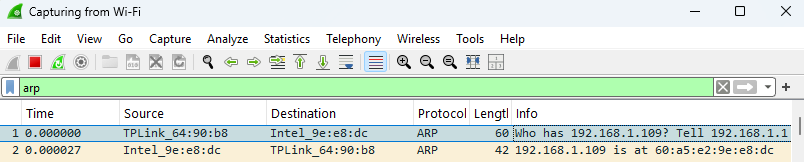 Capturing from Wi-Fi
File Edit View Go Capture Analyze Statistics Telephony Wireless Tools Help
arp
Time Source Destination Protocol Lengtl Info
1 0.000000 TPLink_64:90:b8 Intel_9e:e8:dc ARP 60 Who has 192.168.1.109? Tell 192.168.1.1
2 0.000027 Intel_9e:e8:dc TPLink_64:90:b8 ARP 42 192.168.1.109 is at 60:a5:e2:9e:e8:dc